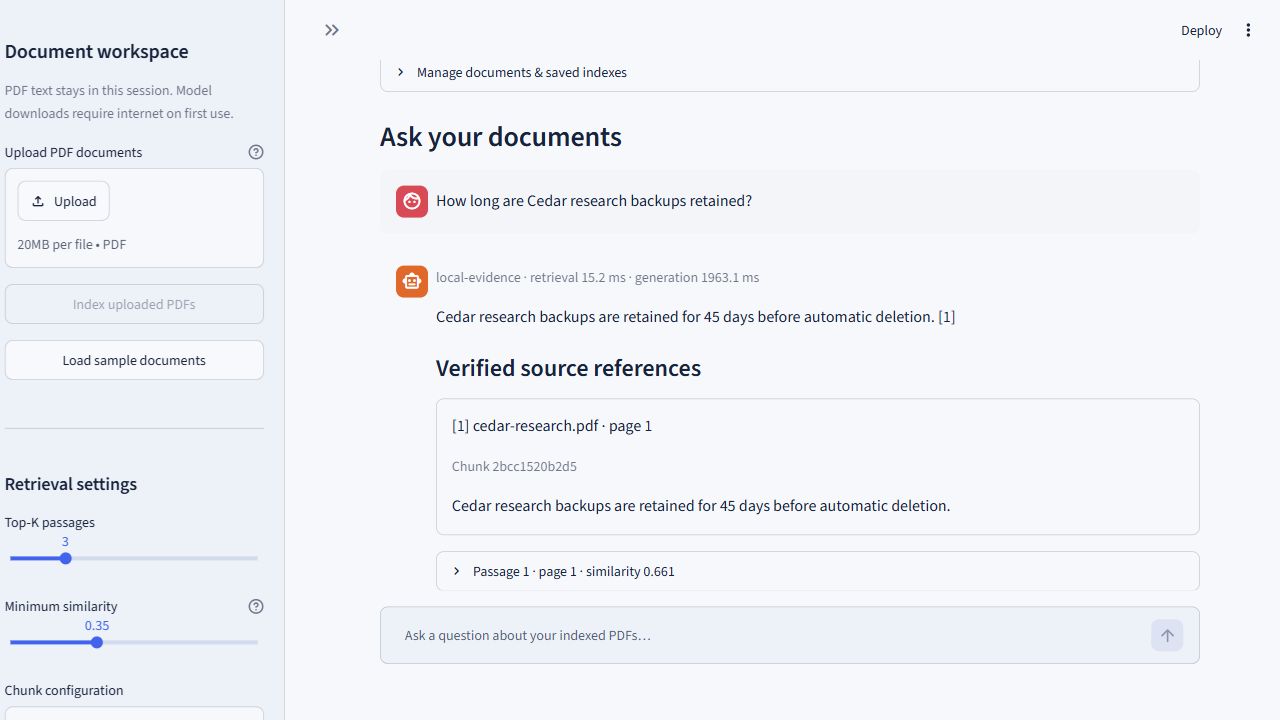 Document workspace
PDF text stays in this session. Model
downloads require internet on first use.
Upload PDF documents
Upload
20MB per file • PDF
Index uploaded PDFs
Load sample documents
Retrieval settings
Top-K passages
3
Minimum similarity
0.35
Chunk configuration
Deploy
Manage documents & saved indexes
Ask your documents
How long are Cedar research backups retained?
local-evidence · retrieval 15.2 ms · generation 1963.1 ms
Cedar research backups are retained for 45 days before automatic deletion. [1]
Verified source references
[1] cedar-research.pdf · page 1
Chunk 2bcc1520b2d5
Cedar research backups are retained for 45 days before automatic deletion.
Passage 1 · page 1 · similarity 0.661
Ask a question about your indexed PDFs…